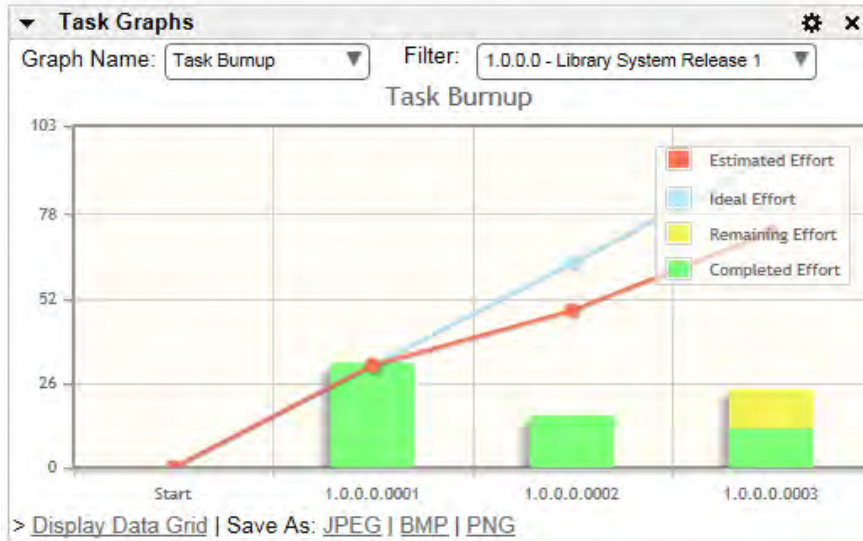 Task Graphs
Graph Name: Task Burnup Filter: 1.0.0.0 - Library System Release 1
Task Burnup
103
Estimated Effort
Ideal Effort
78
Remaining Effort
Completed Effort
52
26
0
Start 1.0.0.0.0001 1.0.0.0.0002 1.0.0.0.0003
> Display Data Grid | Save As: JPEG | BMP | PNG